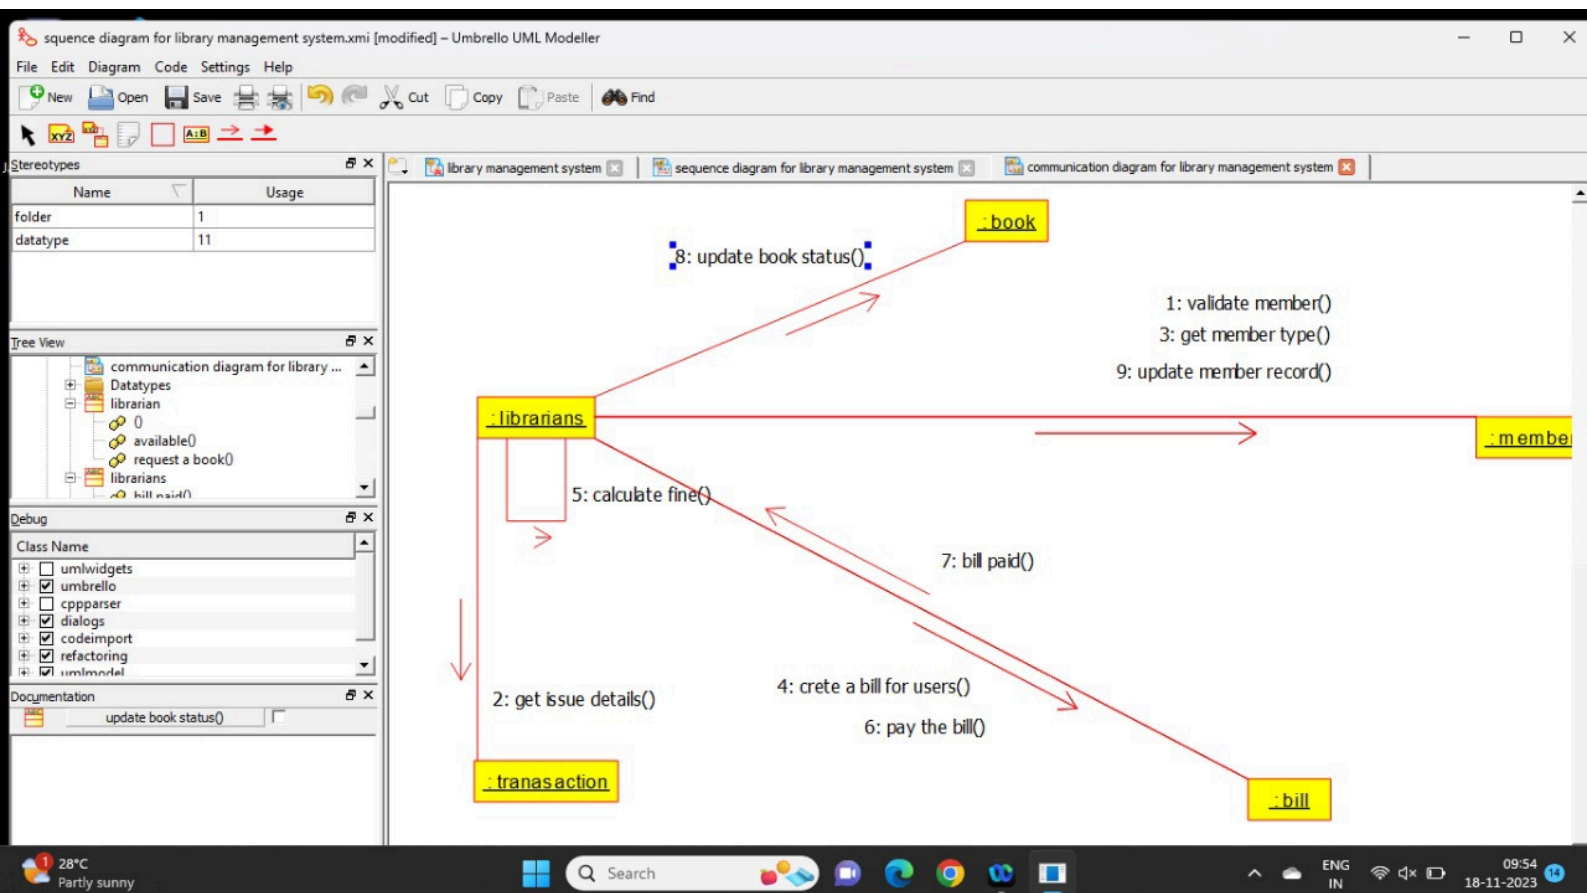 squence diagram for library management system.xmi [modified] – Umbrello UML Modeller
File Edit Diagram Code Settings Help
New Open Save Cut Copy Paste Find
XYZ A:B
Stereotypes
library management system
sequence diagram for library management system
communication diagram for library management system
Name Usage
folder 1
datatype 11
Tree View
communication diagram for library ...
Datatypes
librarian
()
available()
request a book()
librarians
bill paid()
Debug
Class Name
umlwidgets
umbrello
cppparser
dialogs
codeimport
refactoring
umlmodel
Documentation
update book status()
: book
8: update book status()
1: validate member()
3: get member type()
9: update member record()
: librarians
: membe
5: calculate fine()
7: bill paid()
4: crete a bill for users()
2: get issue details()
6: pay the bill()
: tranasaction
: bill
1
28°C
Partly sunny
Search
ENG
IN
09:54
18-11-2023
14